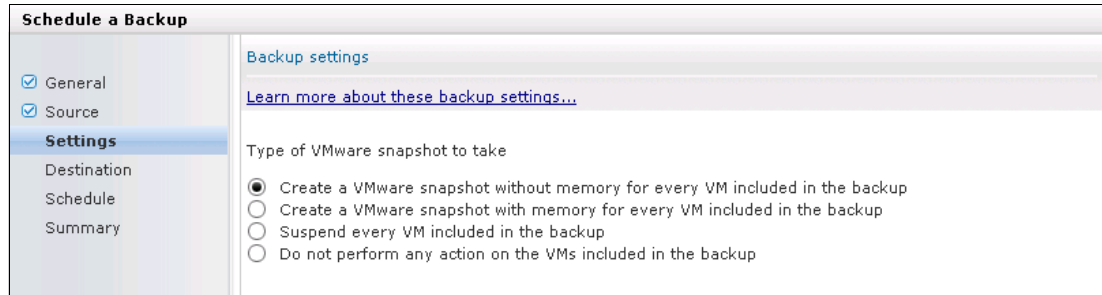 Schedule a Backup
General
Source
Settings
Destination
Schedule
Summary
Backup settings
Learn more about these backup settings...
Type of VMware snapshot to take
Create a VMware snapshot without memory for every VM included in the backup
Create a VMware snapshot with memory for every VM included in the backup
Suspend every VM included in the backup
Do not perform any action on the VMs included in the backup